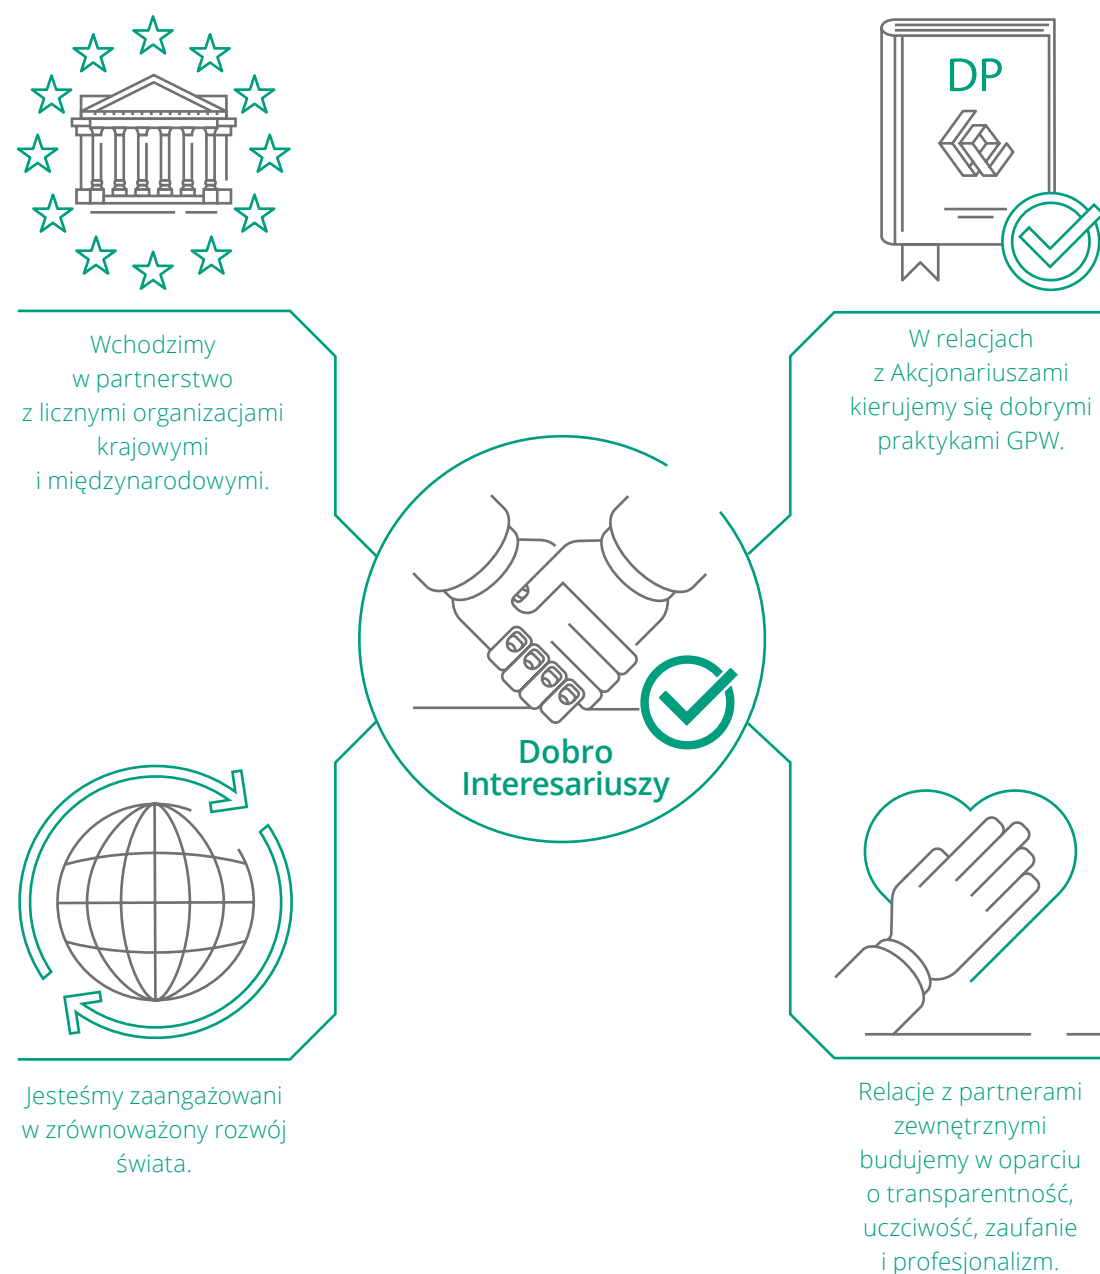 DP
Wchodzimy
w partnerstwo
z licznymi organizacjami
krajowymi
i międzynarodowymi.
W relacjach
z Akcjonariuszami
kierujemy się dobrymi
praktykami GPW.
Dobro
Interesariuszy
Jesteśmy zaangażowani
w zrównoważony rozwój
świata.
Relacje z partnerami
zewnętrznymi
budujemy w oparciu
o transparentność,
uczciwość, zaufanie
i profesjonalizm.